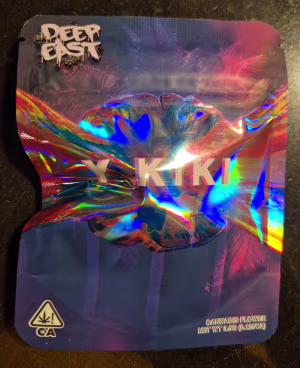 DEEP
EAST
Y KIKI
!
CA
CANNABIS FLOWER